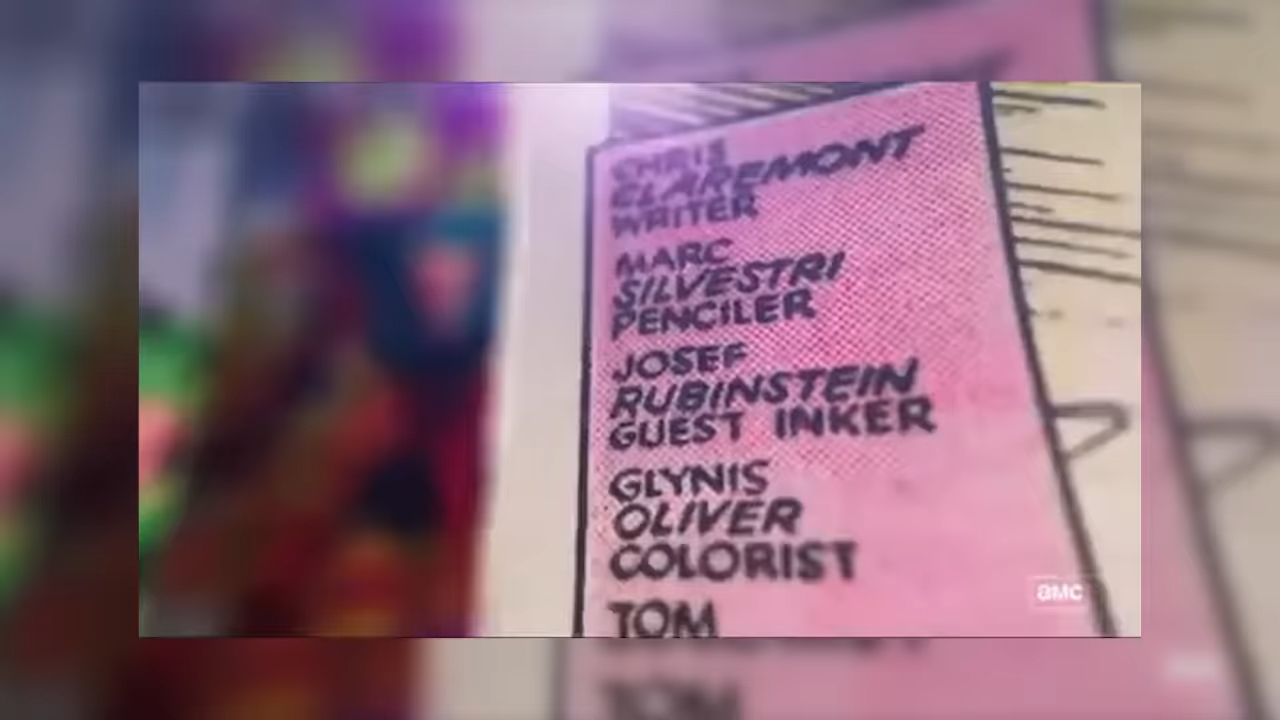 CHRIS
CLAREMONT
WRITER
MARC
SILVESTRI
PENCILER
JOSEF
RUBINSTEIN
GUEST INKER
GLYNIS
OLIVER
COLORIST
TOM
aMC